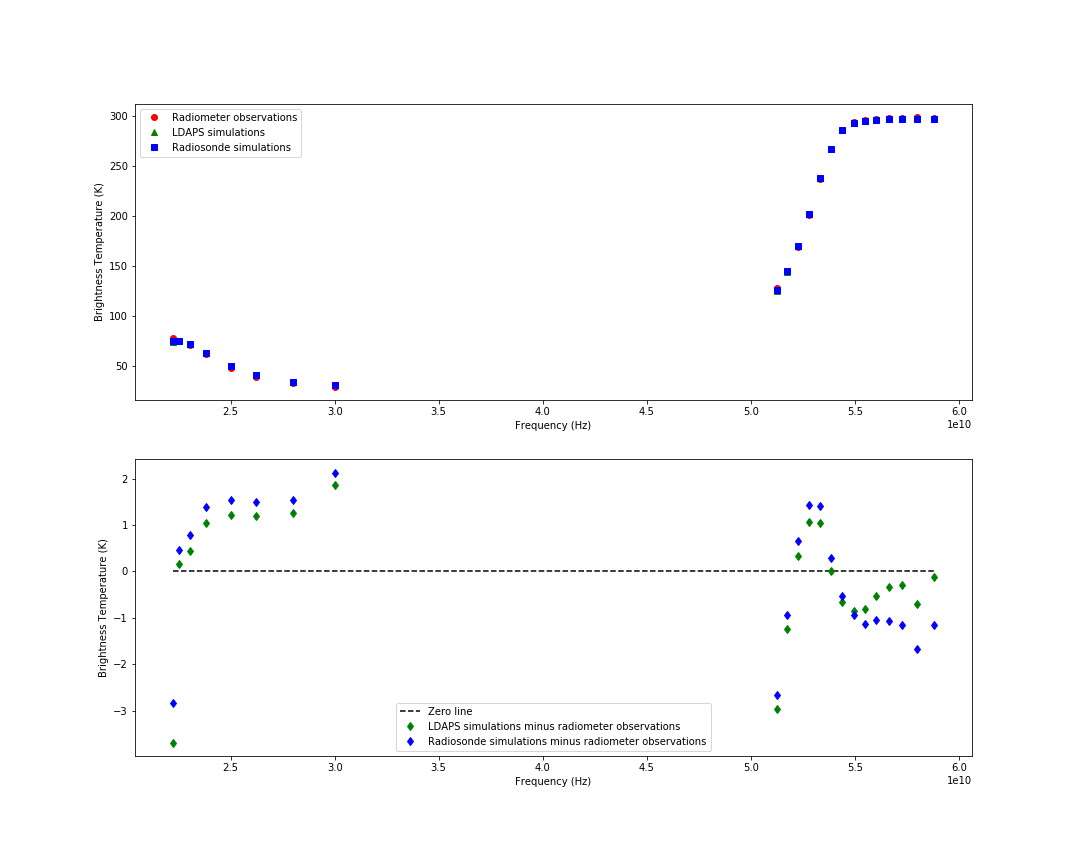 300
250
200
150
100
50
Brightness Temperature (K)
Radiometer observations
LDAPS simulations
Radiosonde simulations
2.5
3.0
3.5
4.0
4.5
5.0
5.5
6.0
1e10
Frequency (Hz)
2
1
0
−1
−2
−3
Brightness Temperature (K)
Zero line
LDAPS simulations minus radiometer observations
Radiosonde simulations minus radiometer observations
2.5
3.0
3.5
4.0
4.5
5.0
5.5
6.0
1e10
Frequency (Hz)